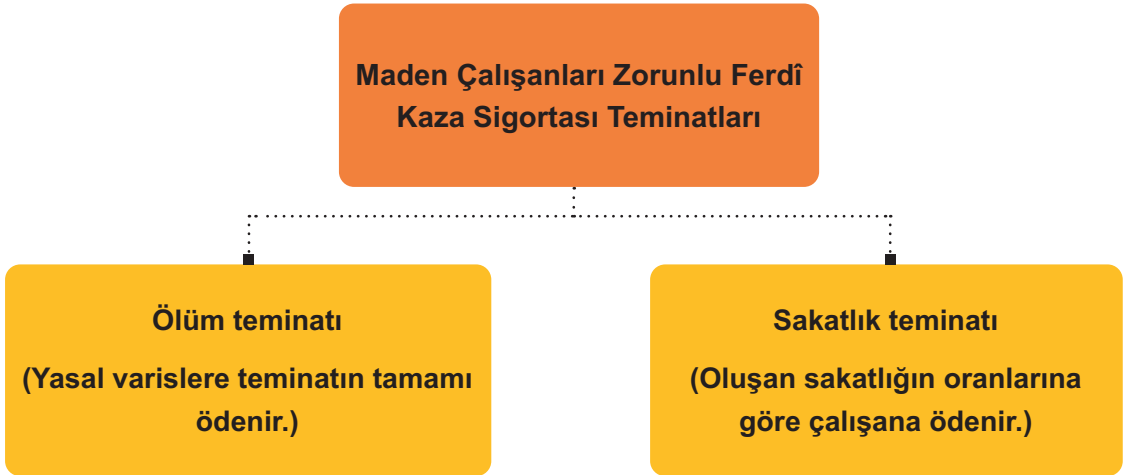 Maden Çalışanları Zorunlu Ferdî
Kaza Sigortası Teminatları
Ölüm teminatı
(Yasal varislere teminatın tamamı
ödenir.)
Sakatlık teminatı
(Oluşan sakatlığın oranlarına
göre çalışana ödenir.)